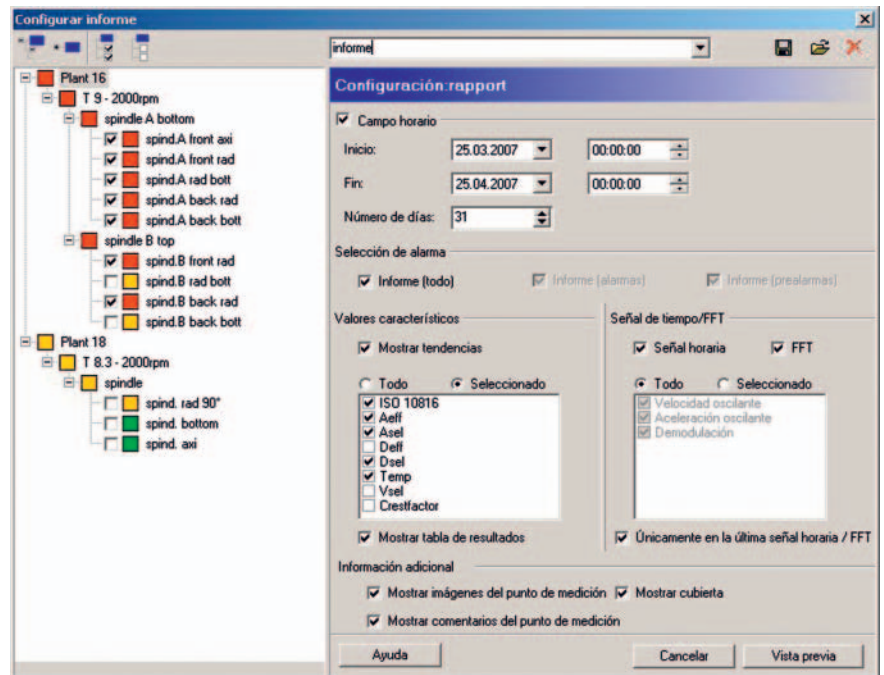 Configurar informe
informe
Plant 16
T 9 - 2000rpm
spindle A bottom
spind.A front axi
spind.A front rad
spind.A rad bott
spind.A back rad
spind.A back bott
spindle B top
spind.B front rad
spind.B rad bott
spind.B back rad
spind.B back bott
Plant 18
T 8.3 - 2000rpm
spindle
spind. rad 90°
spind. bottom
spind. axi
Configuración:rapport
Campo horario
Inicio: 25.03.2007 00:00:00
Fin: 25.04.2007 00:00:00
Número de días: 31
Selección de alarma
Informe (todo) Informe (alarmas) Informe (prealarmas)
Valores característicos
Mostrar tendencias
Todo Seleccionado
ISO 10816
Aeff
Asel
Deff
Dsel
Temp
Vsel
Crestfactor
Mostrar tabla de resultados
Señal de tiempo/FFT
Señal horaria FFT
Todo Seleccionado
Velocidad oscilante
Aceleración oscilante
Demodulación
Únicamente en la última señal horaria / FFT
Información adicional
Mostrar imágenes del punto de medición Mostrar cubierta
Mostrar comentarios del punto de medición
Ayuda Cancelar Vista previa